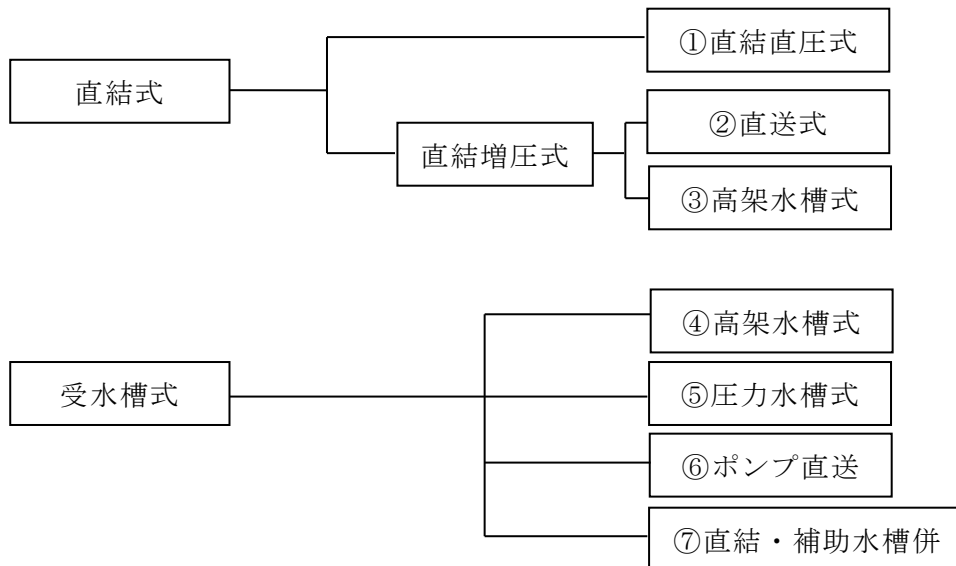 直結式
①直結直圧式
直結増圧式
②直送式
③高架水槽式
受水槽式
④高架水槽式
⑤圧力水槽式
⑥ポンプ直送
⑦直結・補助水槽併